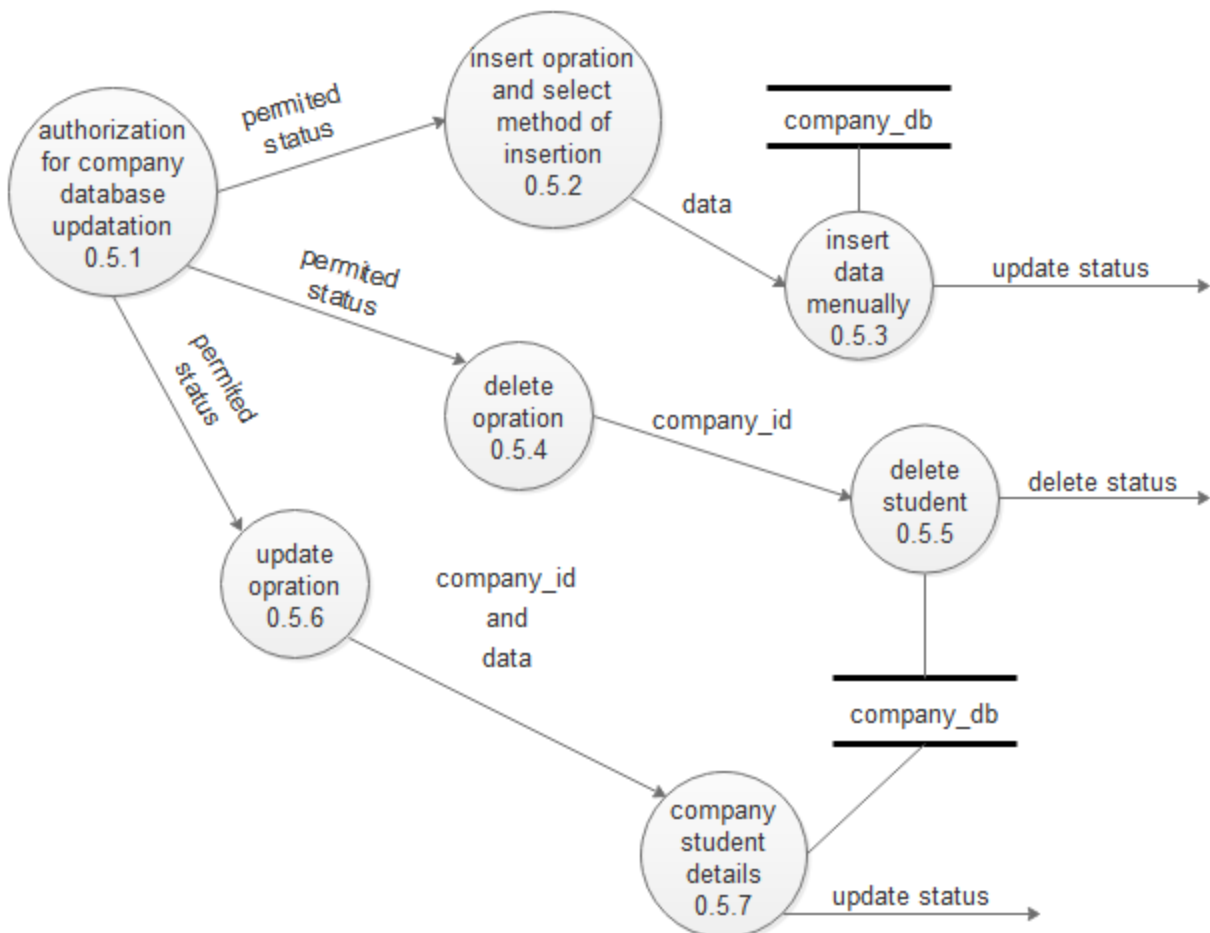 authorization
for company
database
updatation
0.5.1
permited
status
insert opration
and select
method of
insertion
0.5.2
company_db
data
insert
data
menually
0.5.3
update status
permited
status
delete
opration
0.5.4
company_id
delete
student
0.5.5
delete status
permited
status
update
opration
0.5.6
company_id
and
data
company_db
company
student
details
0.5.7
update status